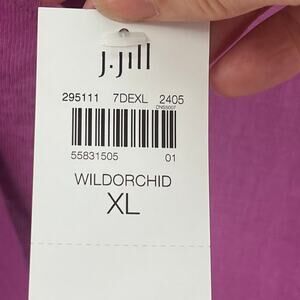 J.Jill
295111 7DEXL 2405
55831505 01
WILDORCHID
XL